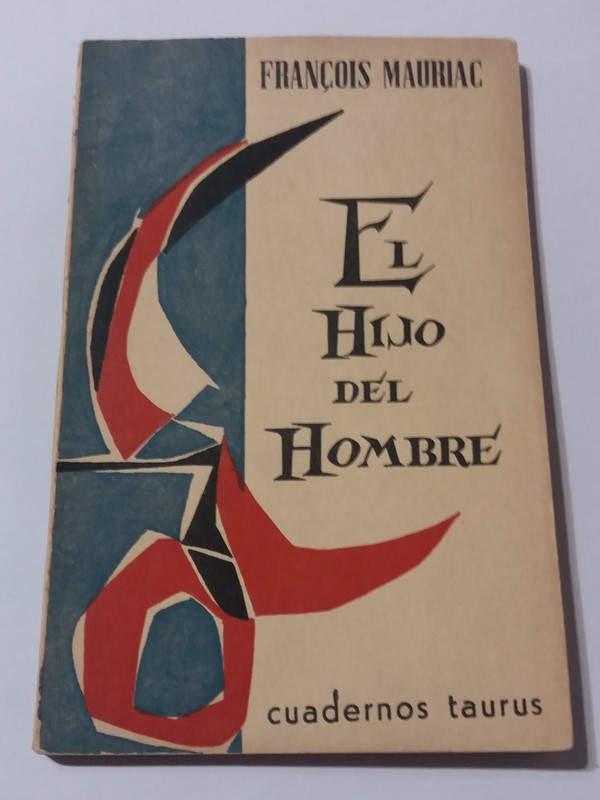 FRANÇOIS MAURIAC
EL
HIJO
DEL
HOMBRE
cuadernos taurus